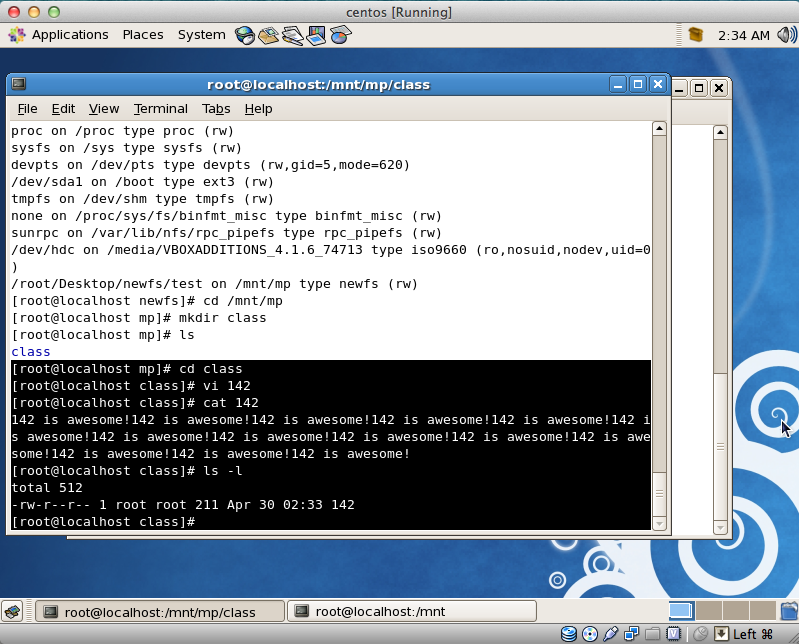 centos [Running]
Applications Places System 2:34 AM
root@localhost:/mnt/mp/class
File Edit View Terminal Tabs Help
proc on /proc type proc (rw)
sysfs on /sys type sysfs (rw)
devpts on /dev/pts type devpts (rw,gid=5,mode=620)
/dev/sda1 on /boot type ext3 (rw)
tmpfs on /dev/shm type tmpfs (rw)
none on /proc/sys/fs/binfmt_misc type binfmt_misc (rw)
sunrpc on /var/lib/nfs/rpc_pipefs type rpc_pipefs (rw)
/dev/hdc on /media/VBOXADDITIONS_4.1.6_74713 type iso9660 (ro,nosuid,nodev,uid=0
)
/root/Desktop/newfs/test on /mnt/mp type newfs (rw)
[root@localhost newfs]# cd /mnt/mp
[root@localhost mp]# mkdir class
[root@localhost mp]# ls
class
[root@localhost mp]# cd class
[root@localhost class]# vi 142
[root@localhost class]# cat 142
142 is awesome!142 is awesome!142 is awesome!142 is awesome!142 is awesome!142 i
s awesome!142 is awesome!142 is awesome!142 is awesome!142 is awesome!142 is awe
some!142 is awesome!142 is awesome!142 is awesome!
[root@localhost class]# ls -l
total 512
-rw-r--r-- 1 root root 211 Apr 30 02:33 142
[root@localhost class]#
root@localhost:/mnt/mp/class root@localhost:/mnt
Left ⌘